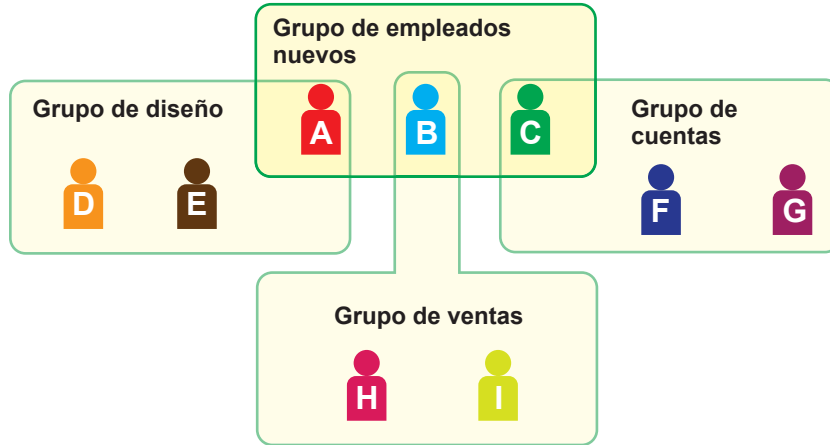 Grupo de empleados
nuevos
Grupo de diseño
A
B
C
Grupo de
cuentas
D
E
F
G
Grupo de ventas
H
I